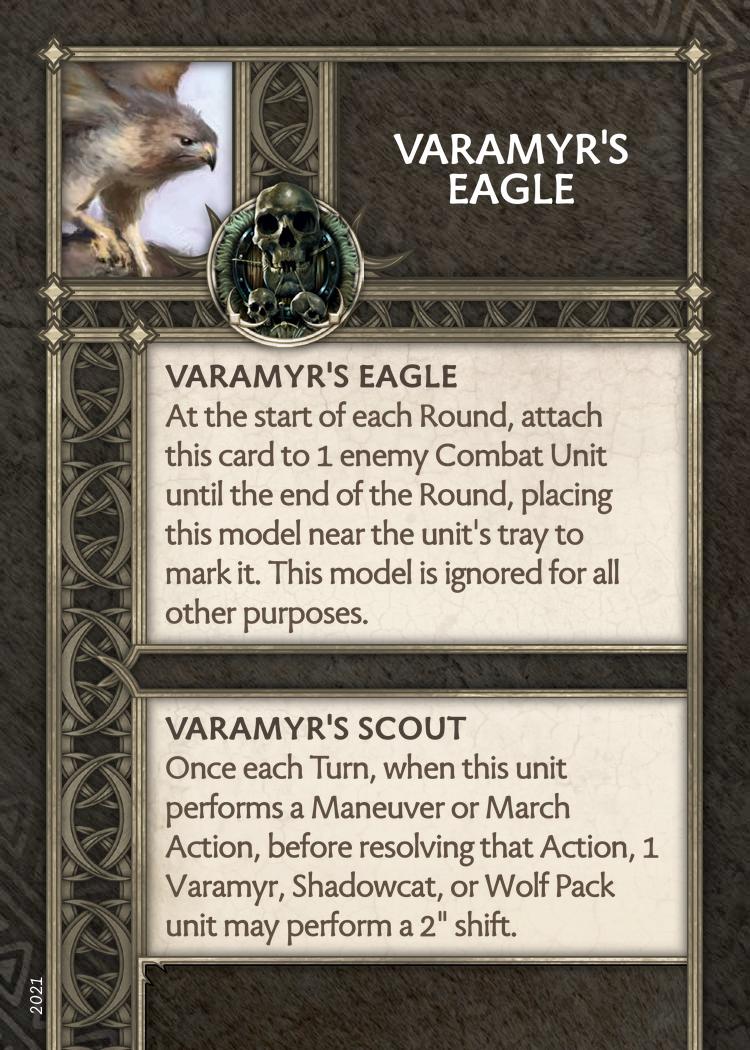 VARAMYR'S
EAGLE
VARAMYR'S EAGLE
At the start of each Round, attach
this card to 1 enemy Combat Unit
until the end of the Round, placing
this model near the unit's tray to
mark it. This model is ignored for all
other purposes.
VARAMYR'S SCOUT
Once each Turn, when this unit
performs a Maneuver or March
Action, before resolving that Action, 1
Varamyr, Shadowcat, or Wolf Pack
unit may perform a 2" shift.
2021